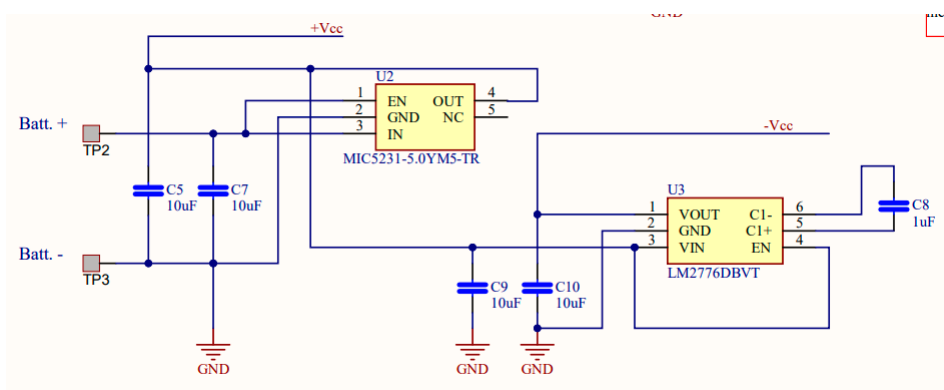 GND
+Vcc
U2
1 EN OUT 4
2 GND NC 5
3 IN
MIC5231-5.0YM5-TR
Batt. +
TP2
C5
10uF
C7
10uF
Batt. -
TP3
GND
-Vcc
U3
1 VOUT C1- 6
2 GND C1+ 5
3 VIN EN 4
LM2776DBVT
C8
1uF
C9
10uF
C10
10uF
GND
GND